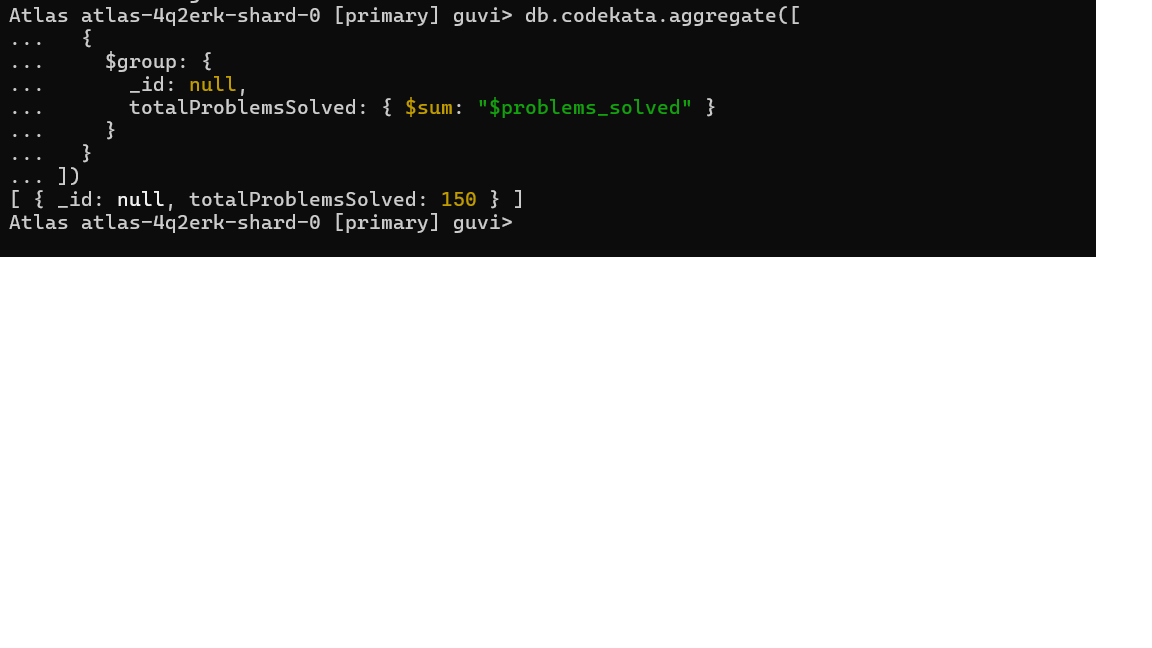 Atlas atlas-4q2erk-shard-0 [primary] guvi> db.codekata.aggregate([
...   {
...     $group: {
...       _id: null,
...       totalProblemsSolved: { $sum: "$problems_solved" }
...     }
...   }
... ])
[ { _id: null, totalProblemsSolved: 150 } ]
Atlas atlas-4q2erk-shard-0 [primary] guvi>